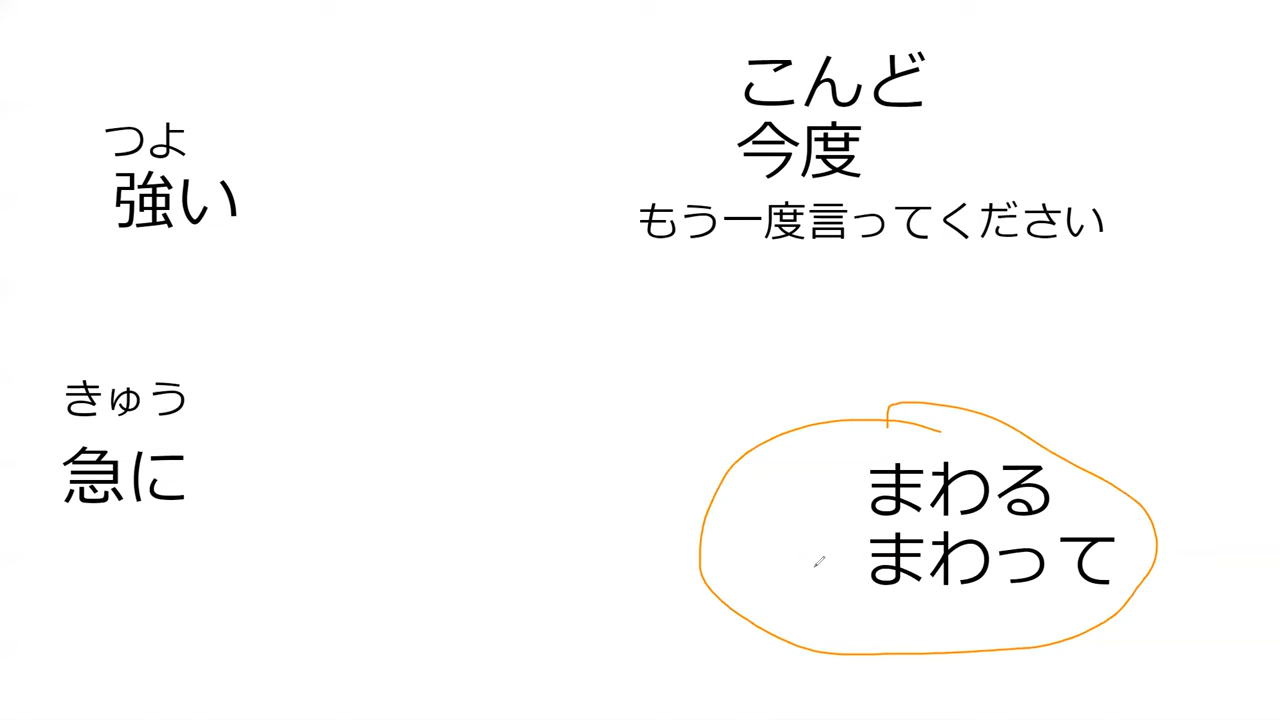 つよ
強い
こんど
今度
もう一度言ってください
きゅう
急に
まわる
まわって